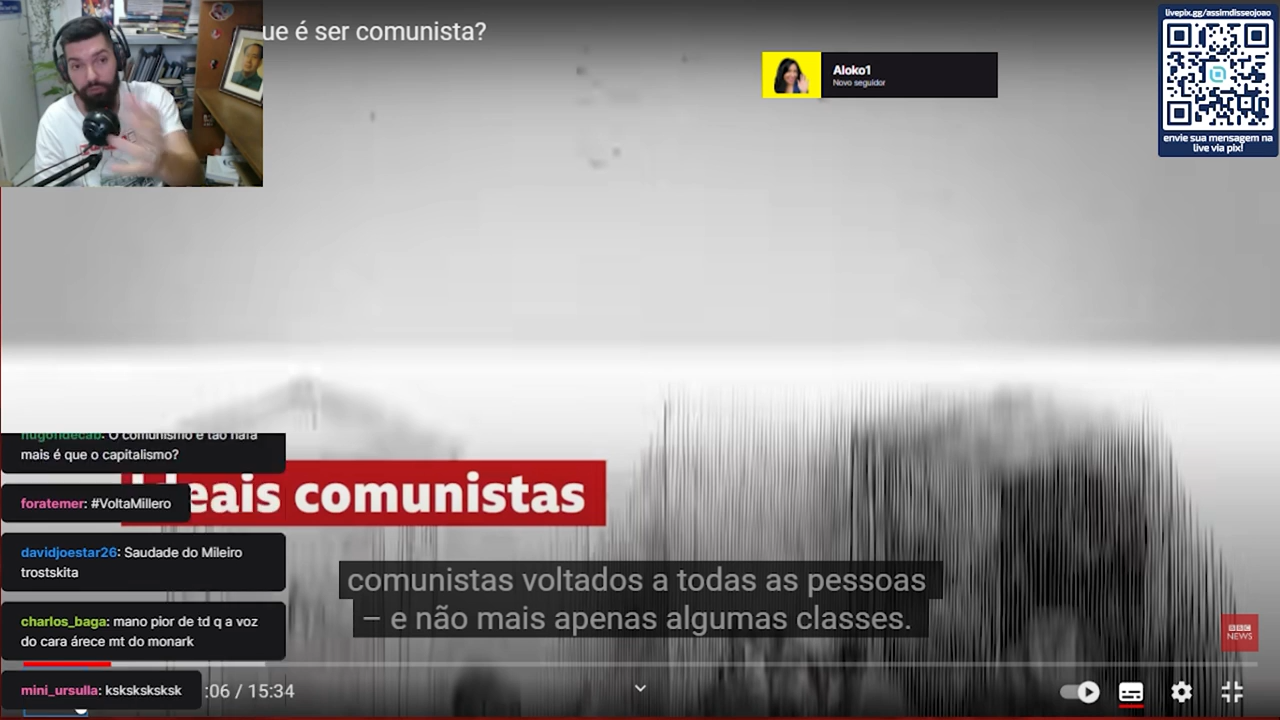 ue é ser comunista?
Aloko1
Novo seguidor
livepix.gg/assimdisseojoao
envie sua mensagem na
live via pix!
mais é que o capitalismo?
foratemer: #VoltaMillero
eais comunistas
davidjoestar26: Saudade do Mileiro
trostskita
comunistas voltados a todas as pessoas
– e não mais apenas algumas classes.
charlos_baga: mano pior de td q a voz
do cara árece mt do monark
BBC
NEWS
mini_ursulla: ksksksksksk
:06 / 15:34